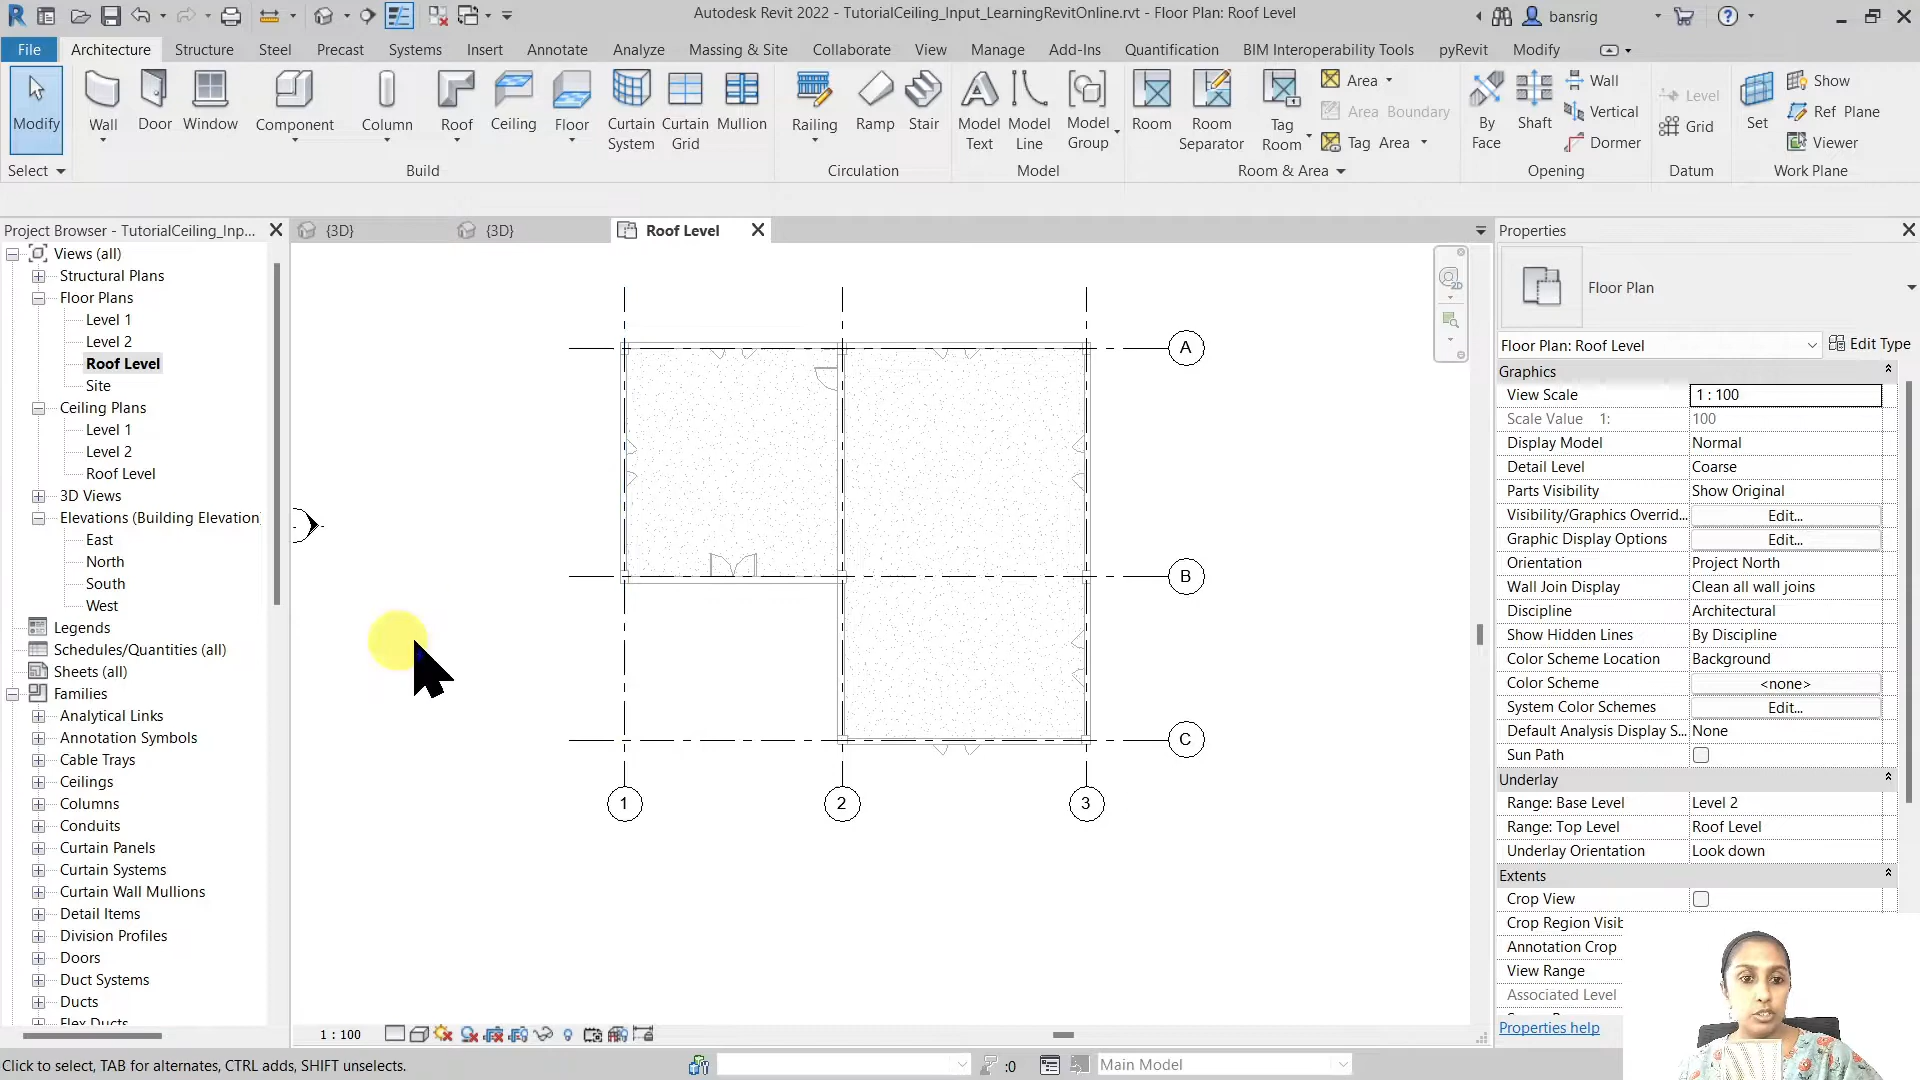 Autodesk Revit 2022 - TutorialCeiling_Input_LearningRevitOnline.rvt - Floor Plan: Roof Level
bansrig
File Architecture Structure Steel Precast Systems Insert Annotate Analyze Massing & Site Collaborate View Manage Add-Ins Quantification BIM Interoperability Tools pyRevit Modify
Modify Wall Door Window Component Column Roof Ceiling Floor Curtain System Curtain Grid Mullion Railing Ramp Stair Model Text Model Line Model Group Room Room Separator Tag Room
Area
Area Boundary
Tag Area
By Face Shaft
Wall
Vertical
Dormer
Level
Grid
Set
Show
Ref Plane
Viewer
Select Build Circulation Model Room & Area Opening Datum Work Plane
Project Browser - TutorialCeiling_Inp...
Views (all)
Structural Plans
Floor Plans
Level 1
Level 2
Roof Level
Site
Ceiling Plans
Level 1
Level 2
Roof Level
3D Views
Elevations (Building Elevation
East
North
South
West
Legends
Schedules/Quantities (all)
Sheets (all)
Families
Analytical Links
Annotation Symbols
Cable Trays
Ceilings
Columns
Conduits
Curtain Panels
Curtain Systems
Curtain Wall Mullions
Detail Items
Division Profiles
Doors
Duct Systems
Ducts
Flex Ducts
{3D} {3D} Roof Level
2D
A
B
C
1 2 3
1 : 100
Properties
Floor Plan
Floor Plan: Roof Level Edit Type
Graphics
View Scale 1 : 100
Scale Value 1: 100
Display Model Normal
Detail Level Coarse
Parts Visibility Show Original
Visibility/Graphics Overrid... Edit...
Graphic Display Options Edit...
Orientation Project North
Wall Join Display Clean all wall joins
Discipline Architectural
Show Hidden Lines By Discipline
Color Scheme Location Background
Color Scheme <none>
System Color Schemes Edit...
Default Analysis Display S... None
Sun Path
Underlay
Range: Base Level Level 2
Range: Top Level Roof Level
Underlay Orientation Look down
Extents
Crop View
Crop Region Visib
Annotation Crop
View Range
Associated Level
Properties help
Click to select, TAB for alternates, CTRL adds, SHIFT unselects.
:0
Main Model